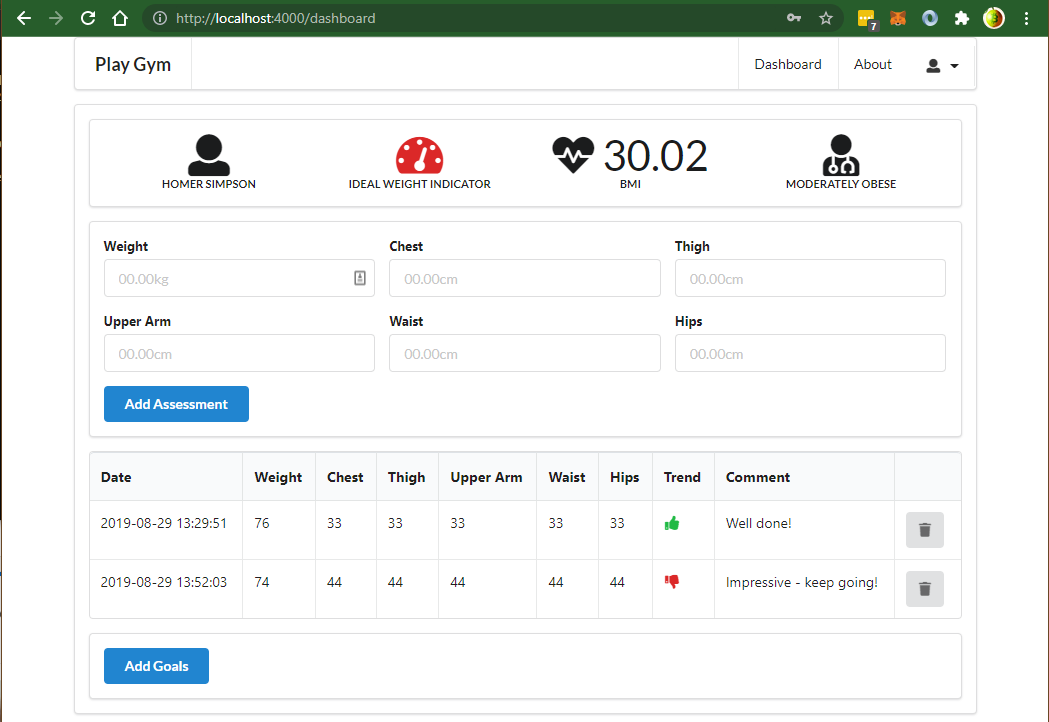 http://localhost:4000/dashboard
7
Play Gym Dashboard About
30.02
HOMER SIMPSON IDEAL WEIGHT INDICATOR BMI MODERATELY OBESE
Weight Chest Thigh
00.00kg 00.00cm 00.00cm
Upper Arm Waist Hips
00.00cm 00.00cm 00.00cm
Add Assessment
Date Weight Chest Thigh Upper Arm Waist Hips Trend Comment
2019-08-29 13:29:51 76 33 33 33 33 33 Well done!
2019-08-29 13:52:03 74 44 44 44 44 44 Impressive - keep going!
Add Goals